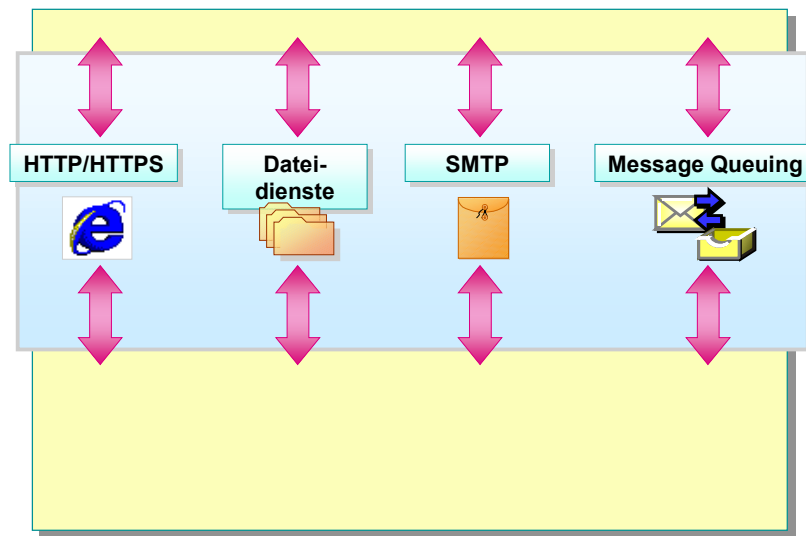 HTTP/HTTPS
Datei-
dienste
SMTP
Message Queuing